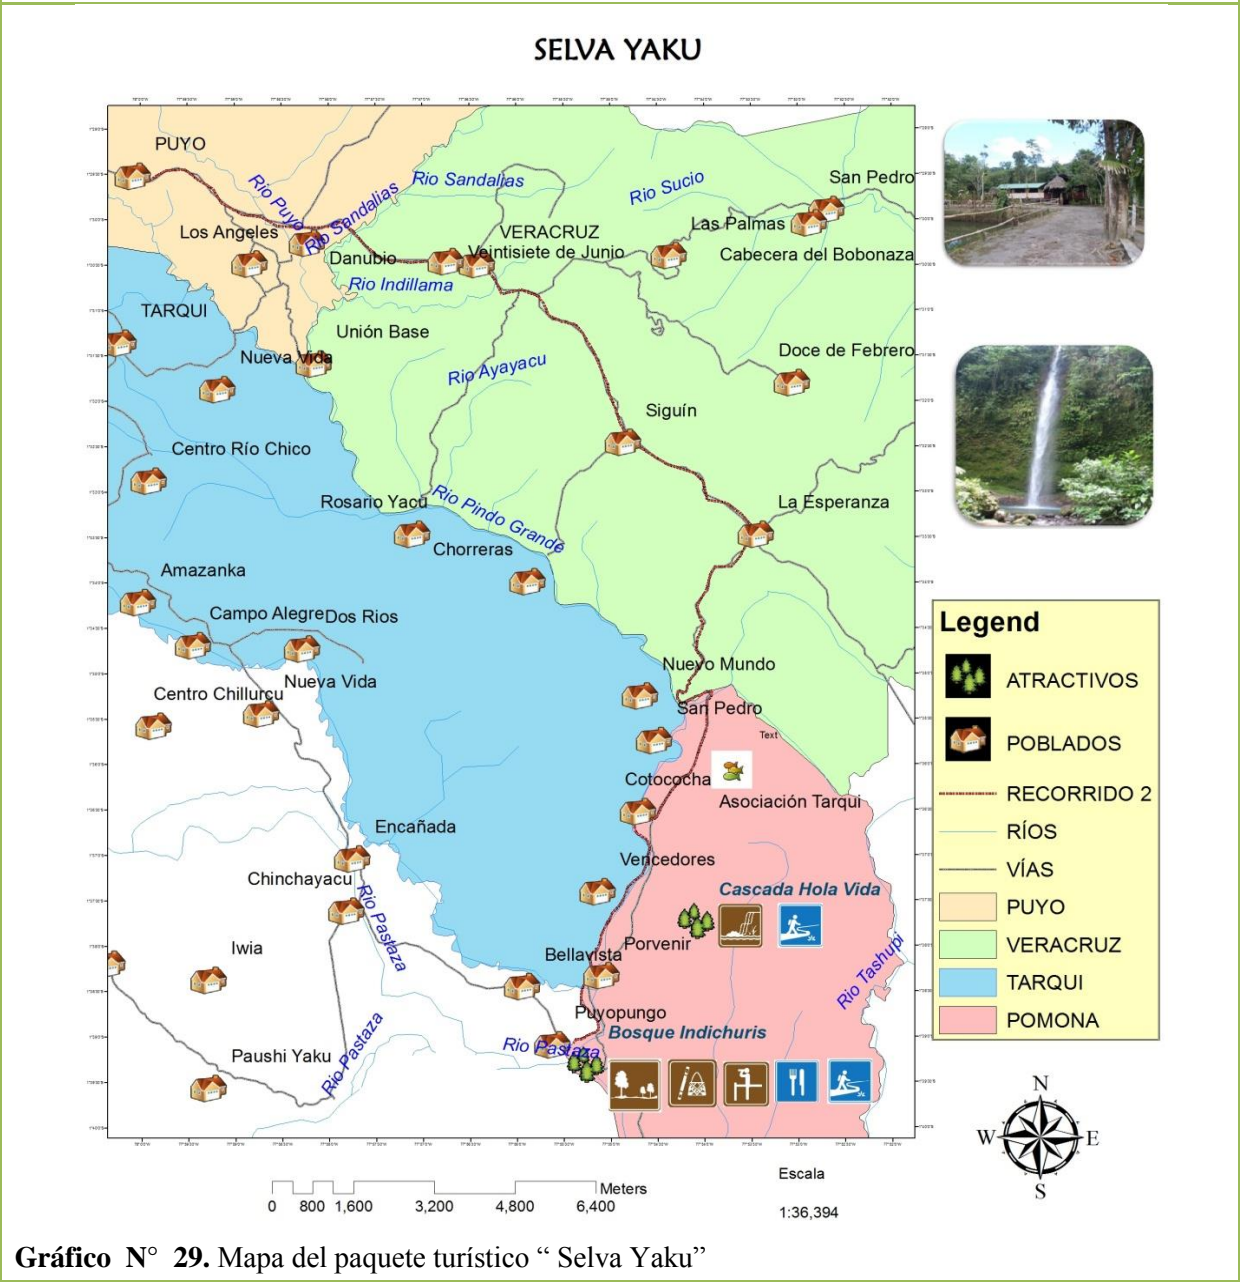 SELVA YAKU
PUYO
Rio Puyo
Rio Sandalias
Rio Sandalias
Rio Sucio
San Pedro
Los Angeles
VERACRUZ
Las Palmas
Danubio
Veintisiete de Junio
Cabecera del Bobonaza
Rio Indillama
TARQUI
Unión Base
Nueva Vida
Rio Ayayacu
Doce de Febrero
Siguín
Centro Río Chico
Rosario Yacu
Rio Pindo Grande
La Esperanza
Chorreras
Amazanka
Campo Alegre
Dos Rios
Nuevo Mundo
Nueva Vida
Centro Chillurcu
San Pedro
Text
Cotococha
Asociación Tarqui
Encañada
Vencedores
Chinchayacu
Cascada Hola Vida
Rio Pastaza
Iwia
Porvenir
Bellavista
Rio Tashupi
Puyopungo
Bosque Indichuris
Paushi Yaku
Rio Pastaza
Rio Pastaza
Legend
ATRACTIVOS
POBLADOS
RECORRIDO 2
RÍOS
VÍAS
PUYO
VERACRUZ
TARQUI
POMONA
N
W
E
S
Escala
1:36,394
Meters
0 800 1,600 3,200 4,800 6,400
Gráfico N° 29. Mapa del paquete turístico “ Selva Yaku”